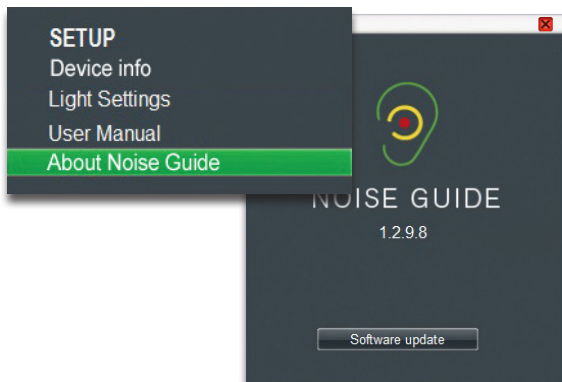 SETUP
Device info
Light Settings
User Manual
About Noise Guide
NOISE GUIDE
1.2.9.8
Software update